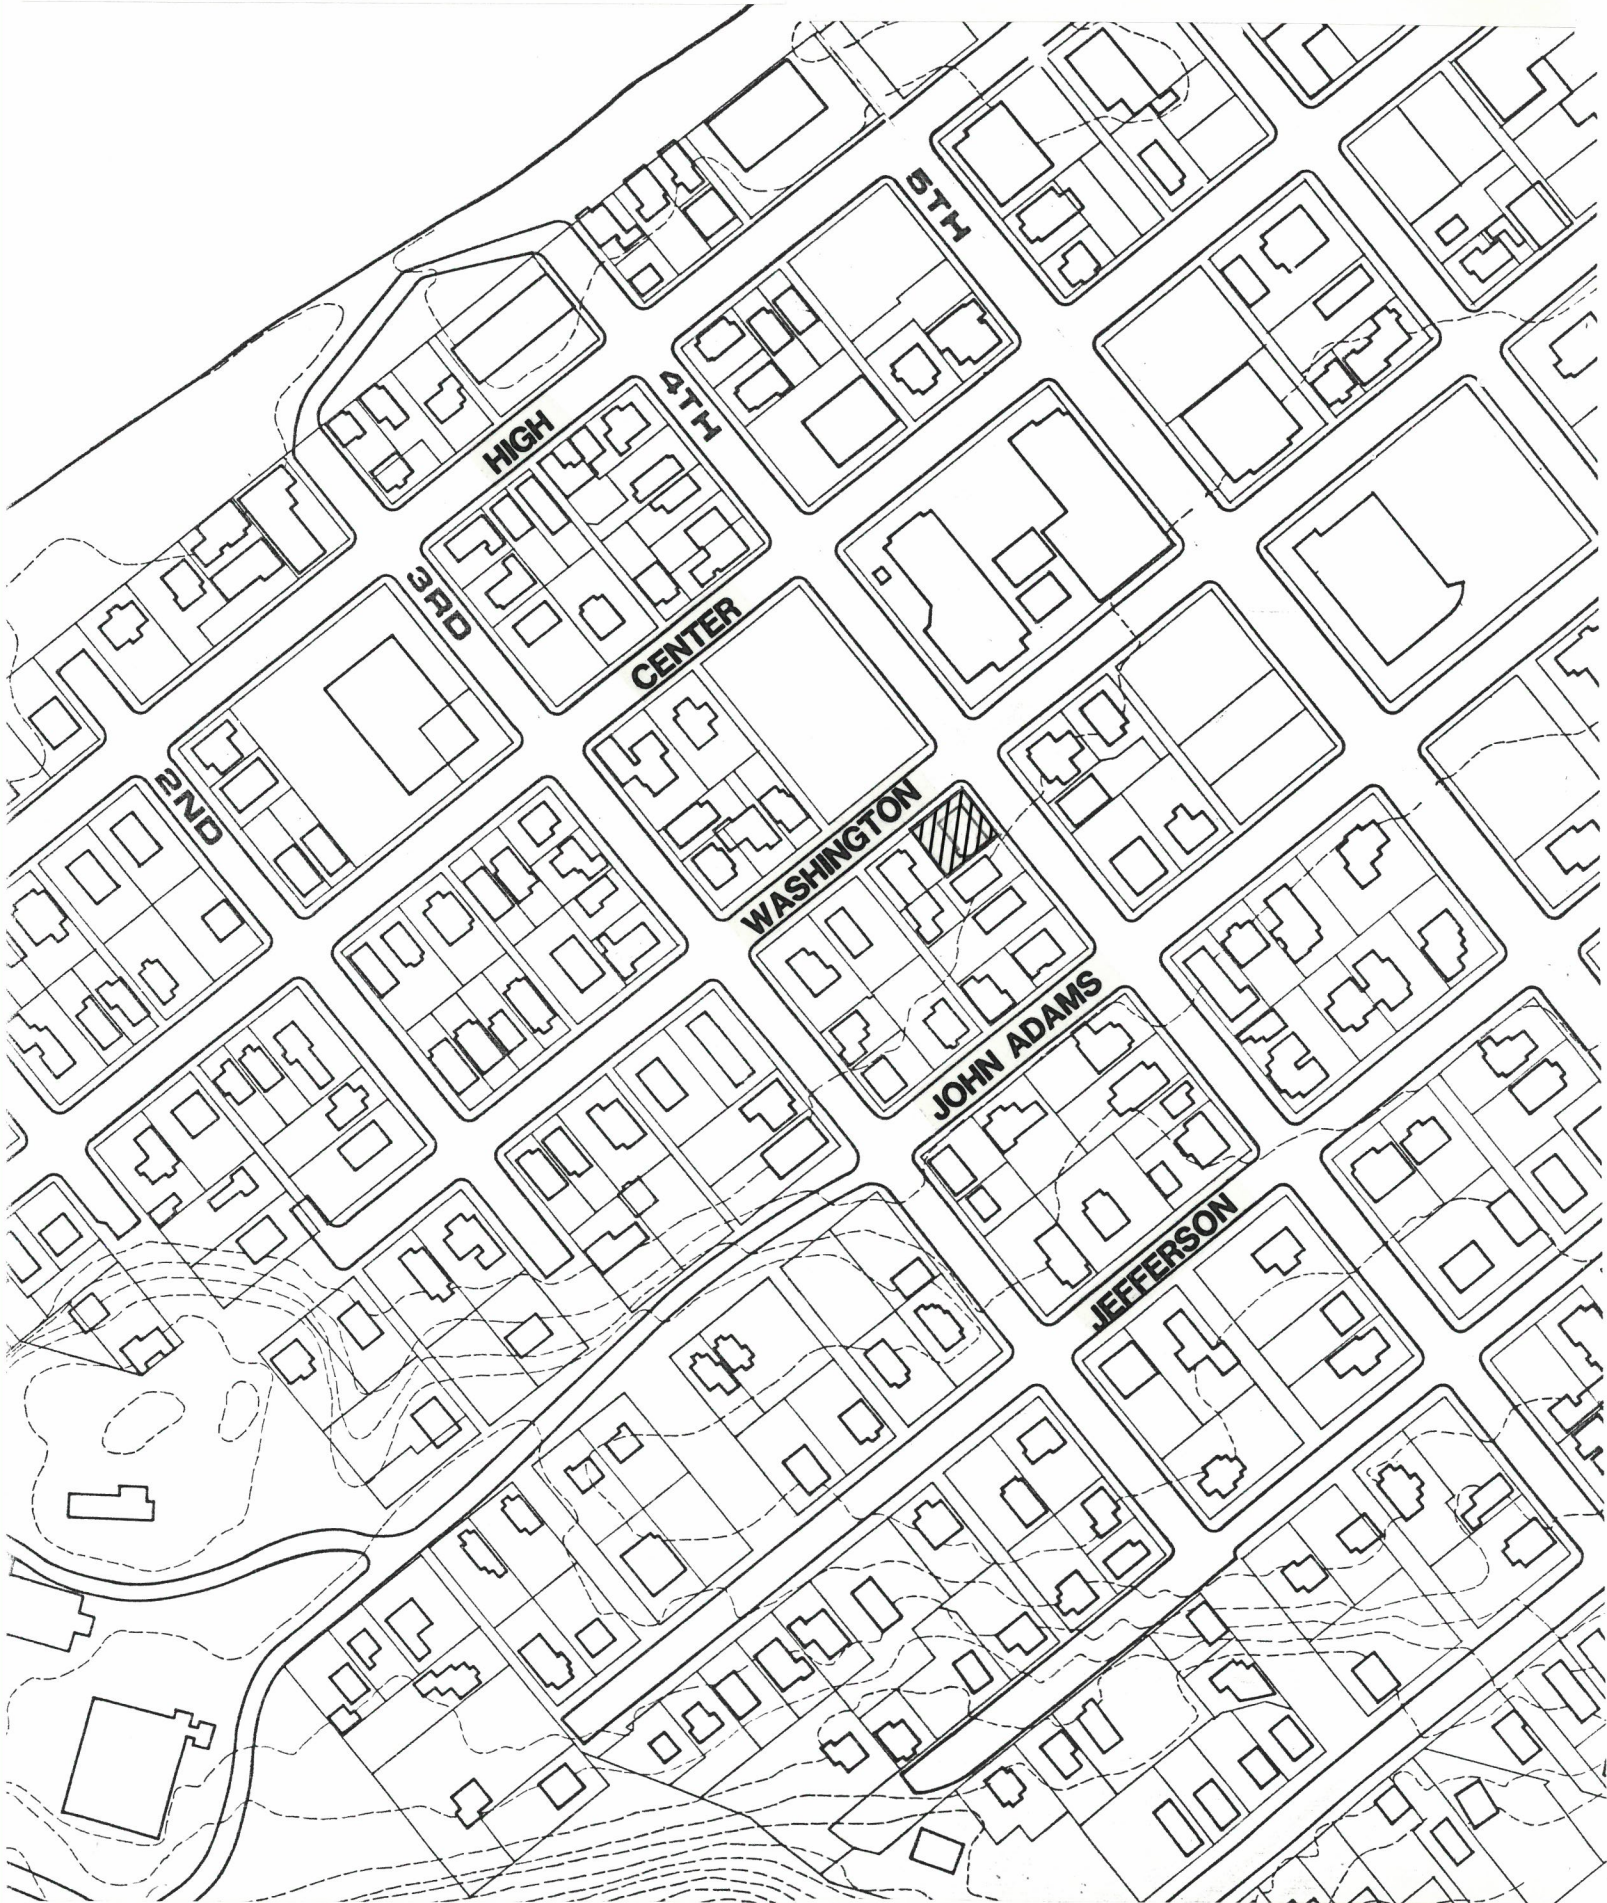 5TH
4TH
HIGH
3RD
CENTER
2ND
WASHINGTON
JOHN ADAMS
JEFFERSON